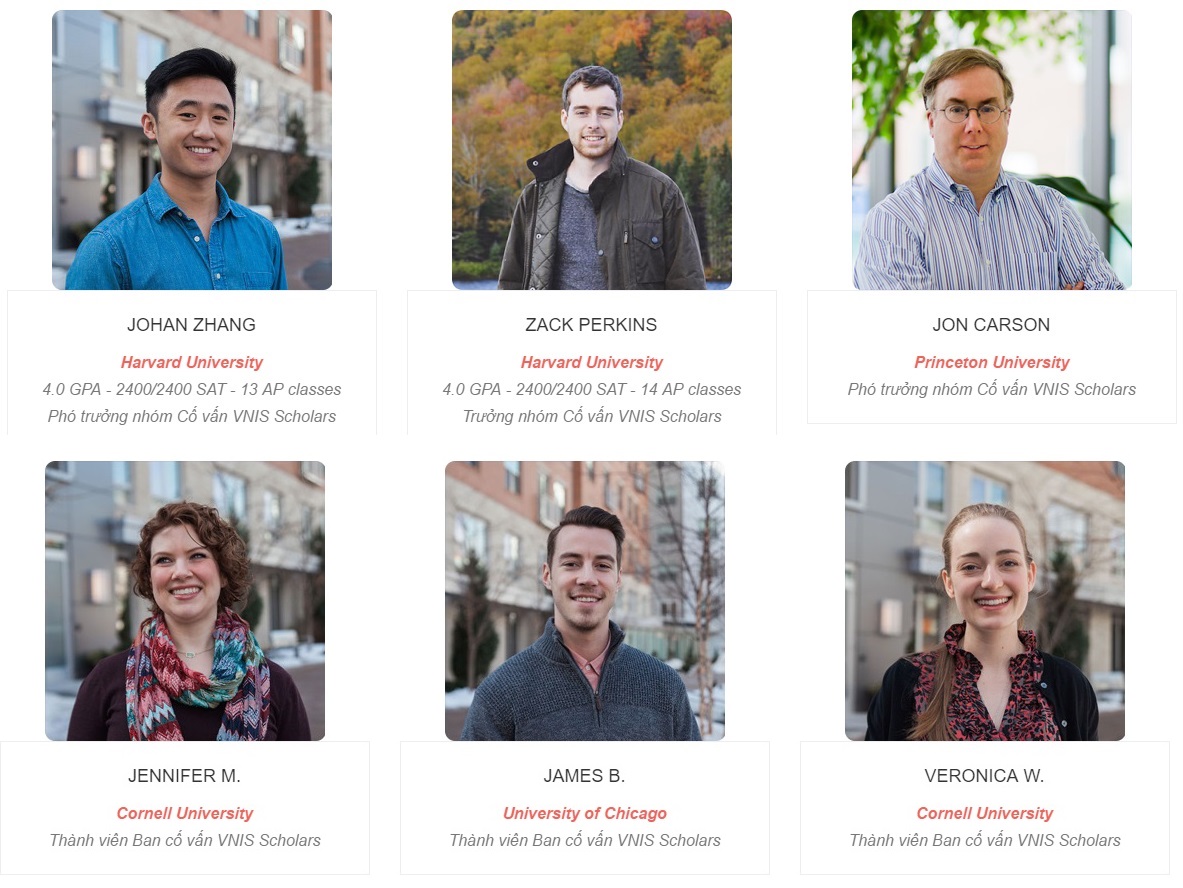 JOHAN ZHANG
Harvard University
4.0 GPA - 2400/2400 SAT - 13 AP classes
Phó trưởng nhóm Cố vấn VNIS Scholars
ZACK PERKINS
Harvard University
4.0 GPA - 2400/2400 SAT - 14 AP classes
Trưởng nhóm Cố vấn VNIS Scholars
JON CARSON
Princeton University
Phó trưởng nhóm Cố vấn VNIS Scholars
JENNIFER M.
Cornell University
Thành viên Ban cố vấn VNIS Scholars
JAMES B.
University of Chicago
Thành viên Ban cố vấn VNIS Scholars
VERONICA W.
Cornell University
Thành viên Ban cố vấn VNIS Scholars